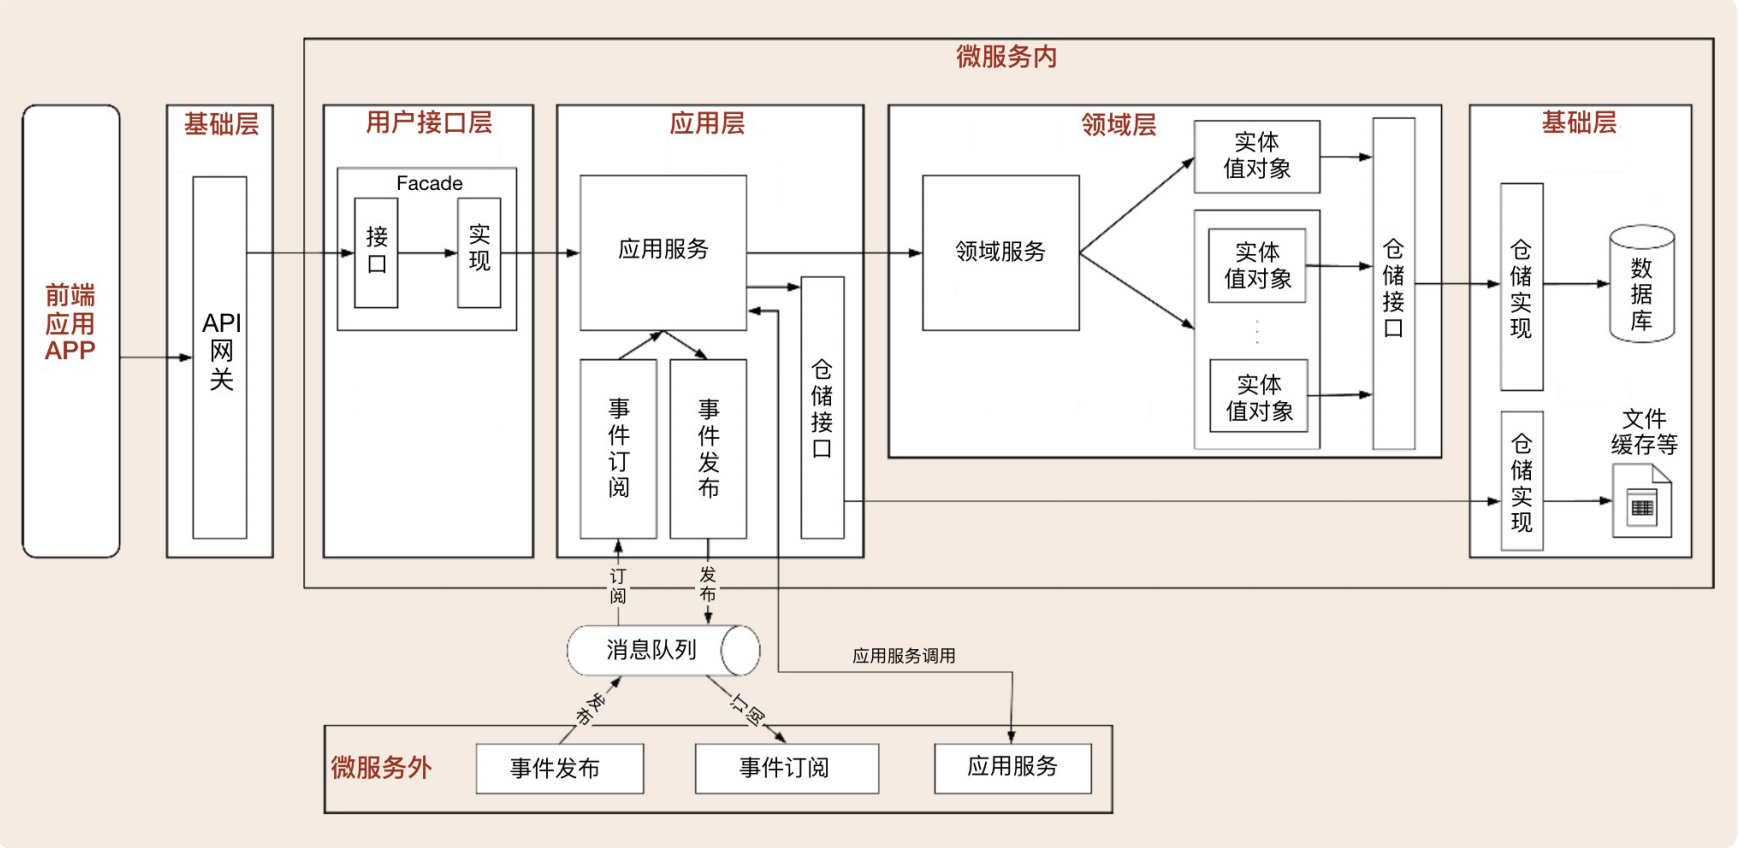 微服务内
前端
应用
APP
基础层
API
网
关
用户接口层
Facade
接
口
实
现
应用层
应用服务
事
件
订
阅
事
件
发
布
仓
储
接
口
领域层
领域服务
实体
值对象
实体
值对象
实体
值对象
仓
储
接
口
基础层
仓
储
实
现
数
据
库
仓
储
实
现
文件
缓存等
订
阅
发
布
消息队列
发布
订阅
应用服务调用
微服务外
事件发布
事件订阅
应用服务